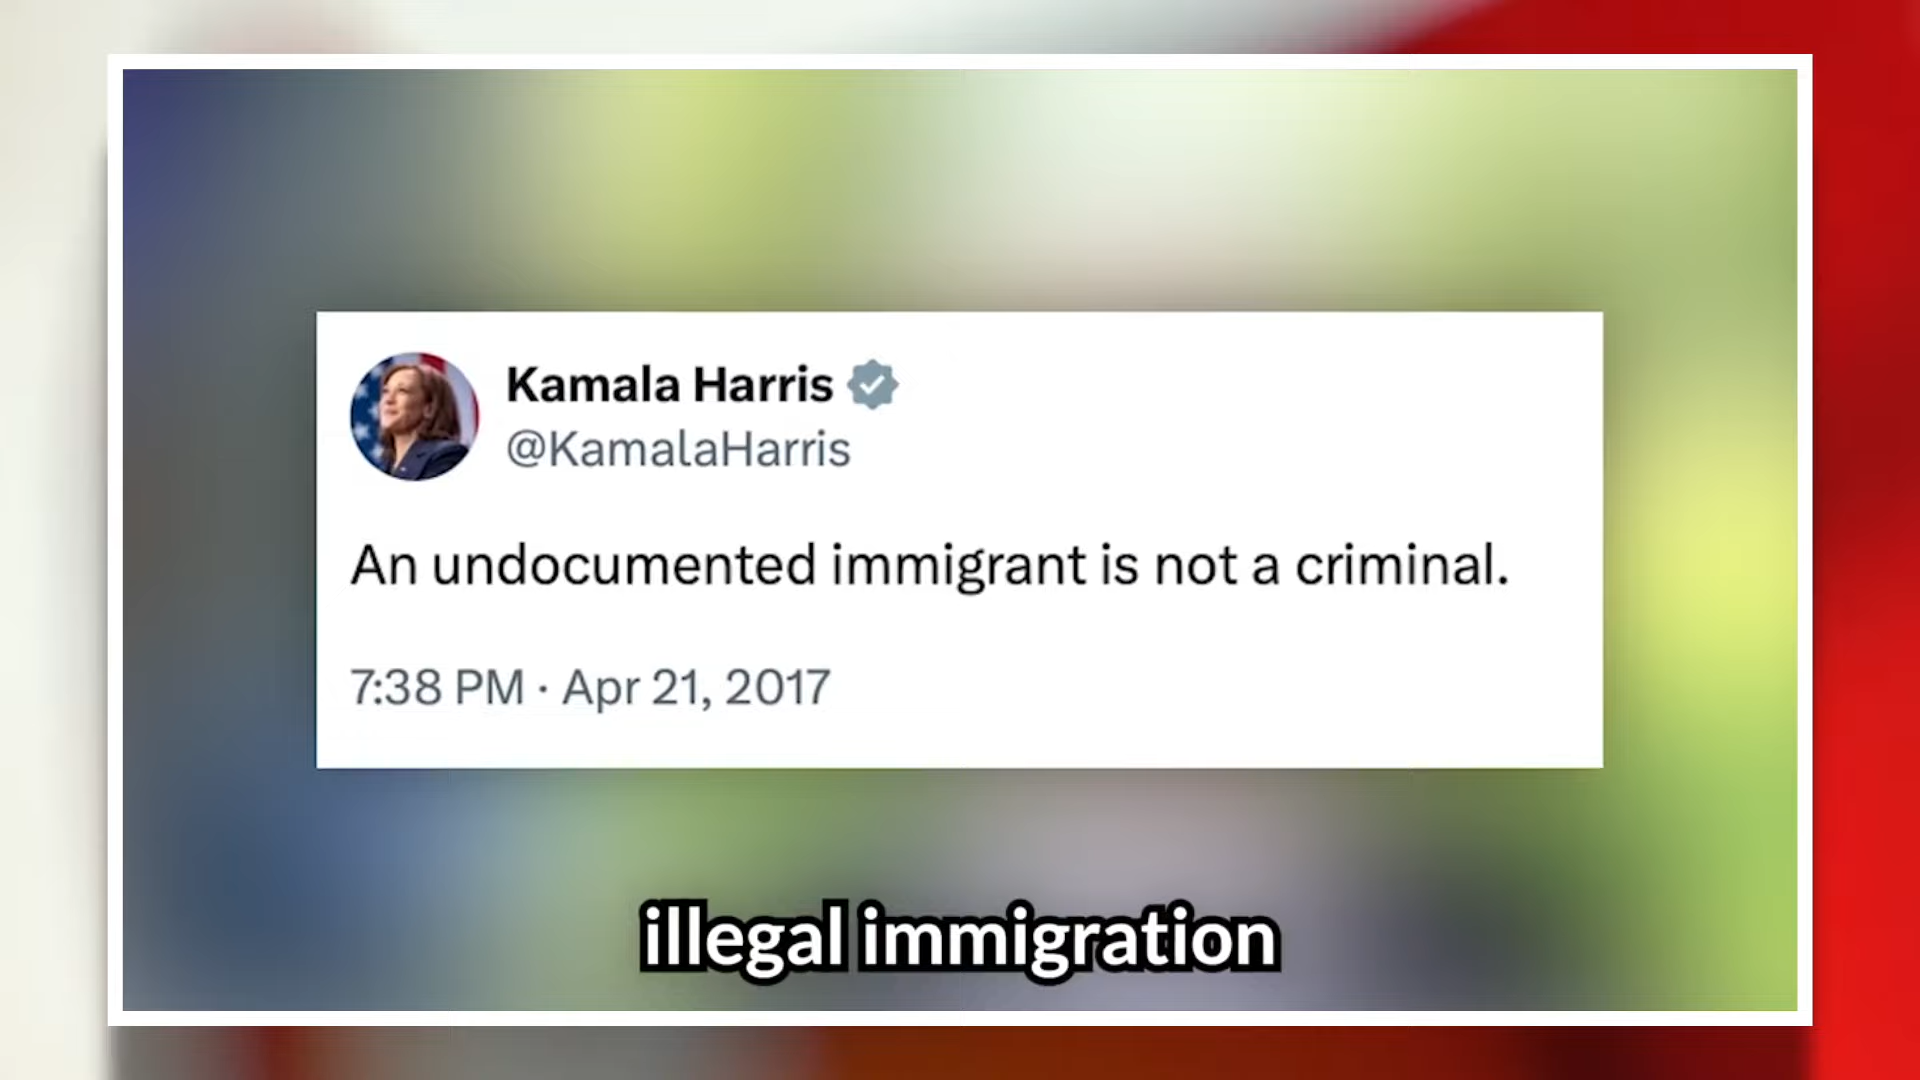 Kamala Harris
@KamalaHarris
An undocumented immigrant is not a criminal.
7:38 PM · Apr 21, 2017
illegal immigration